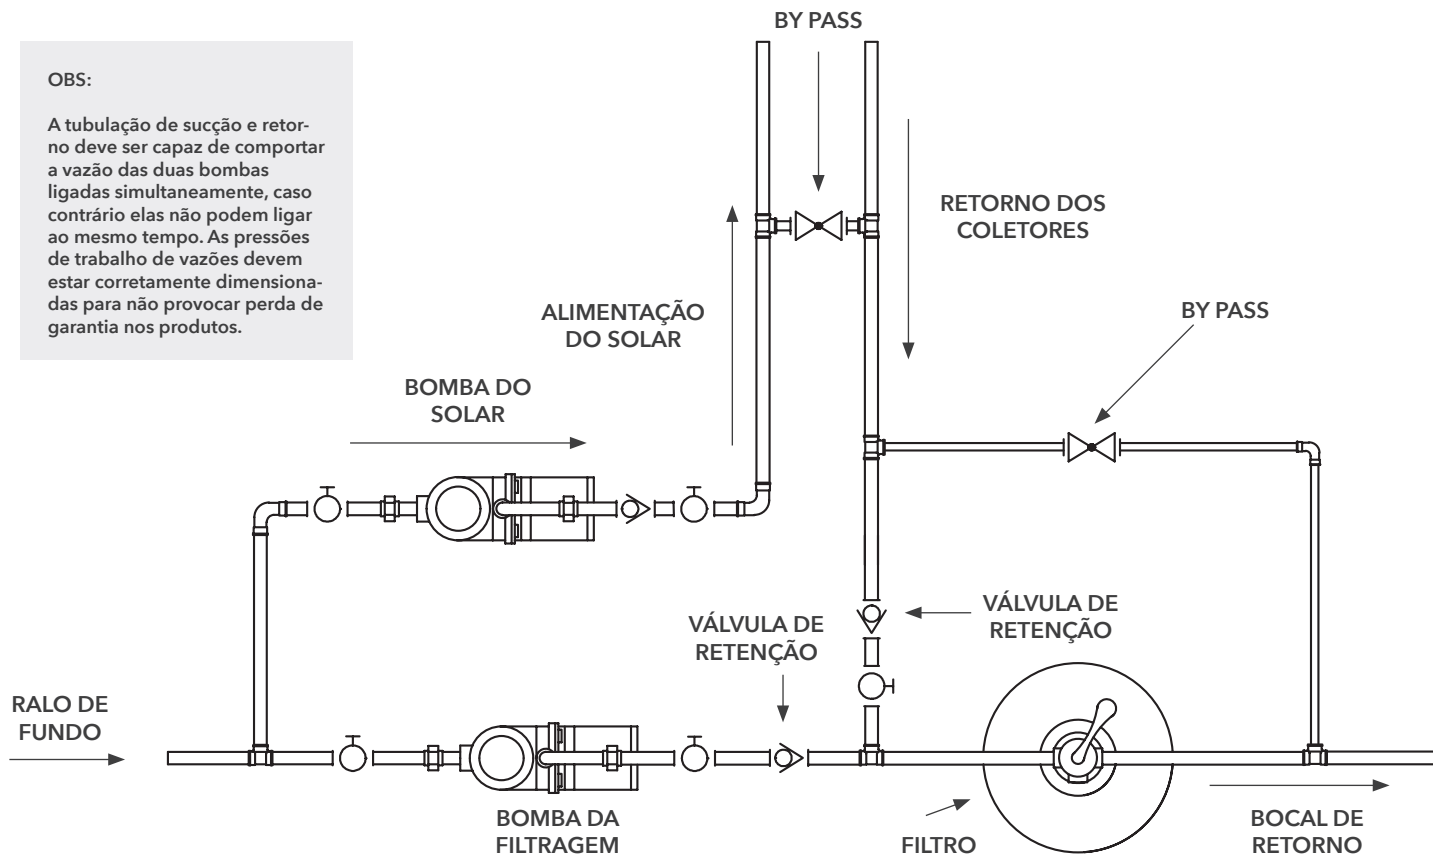 BY PASS
OBS:
A tubulação de sucção e retor-
no deve ser capaz de comportar
a vazão das duas bombas
ligadas simultaneamente, caso
contrário elas não podem ligar
ao mesmo tempo. As pressões
de trabalho de vazões devem
estar corretamente dimensiona-
das para não provocar perda de
garantia nos produtos.
RETORNO DOS
COLETORES
ALIMENTAÇÃO
DO SOLAR
BY PASS
BOMBA DO
SOLAR
VÁLVULA DE
RETENÇÃO
VÁLVULA DE
RETENÇÃO
RALO DE
FUNDO
BOMBA DA
FILTRAGEM
FILTRO
BOCAL DE
RETORNO